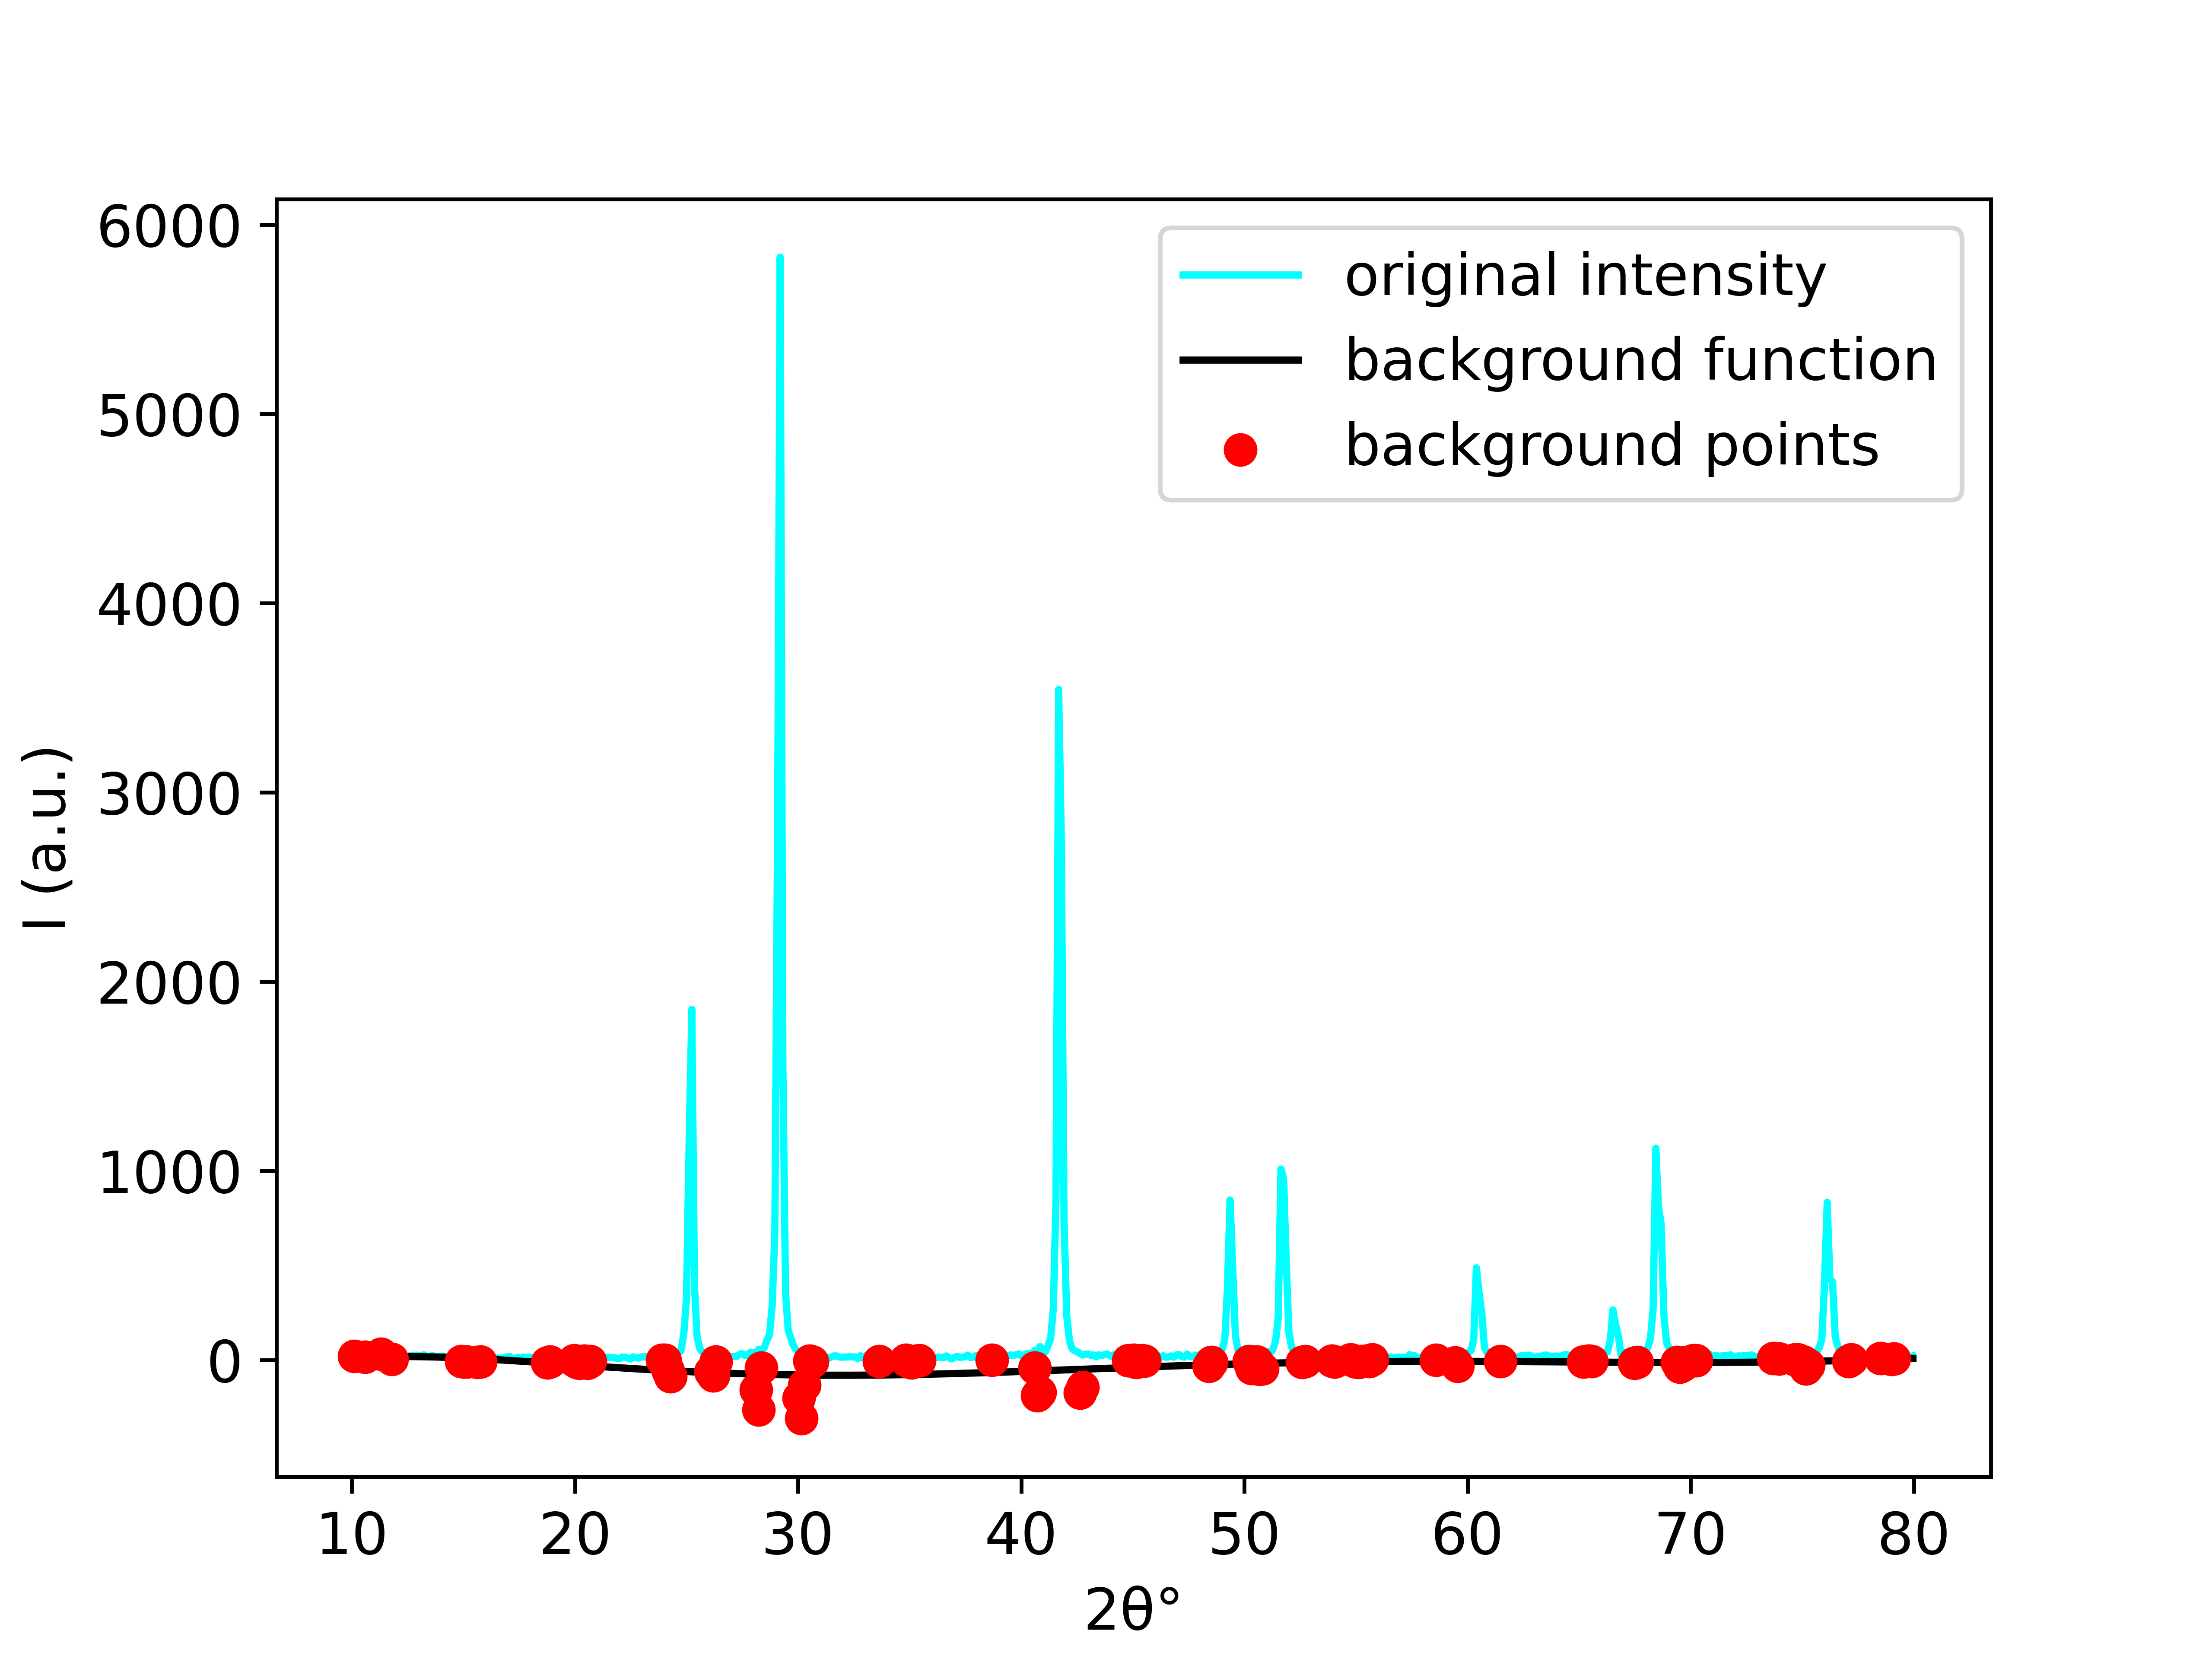 6000
5000
4000
3000
2000
1000
0
I (a.u.)
original intensity
background function
background points
10 20 30 40 50 60 70 80
2θ°